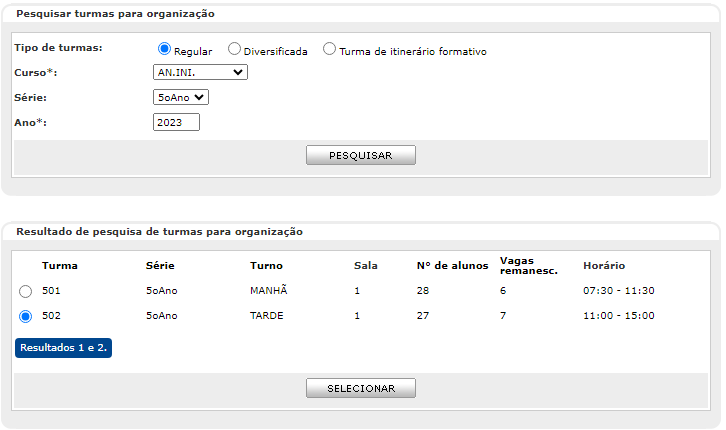 Pesquisar turmas para organização
Tipo de turmas: Regular Diversificada Turma de itinerário formativo
Curso*: AN.INI.
Série: 5oAno
Ano*: 2023
PESQUISAR
Resultado de pesquisa de turmas para organização
Turma Série Turno Sala Nº de alunos Vagas remanesc. Horário
501 5oAno MANHÃ 1 28 6 07:30 - 11:30
502 5oAno TARDE 1 27 7 11:00 - 15:00
Resultados 1 e 2.
SELECIONAR